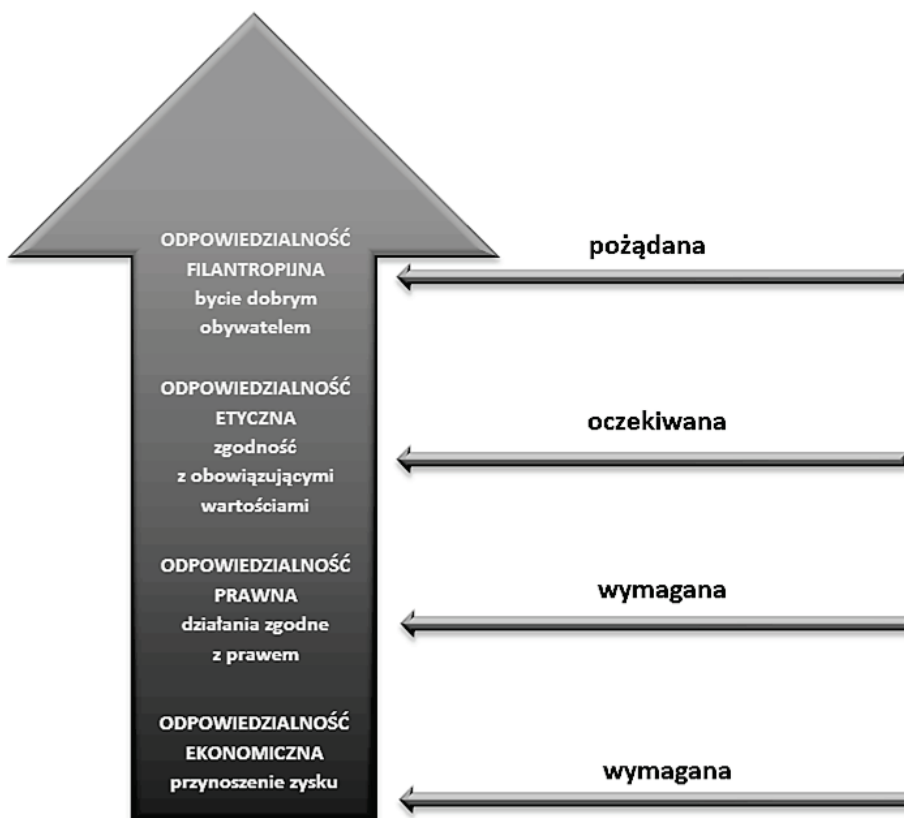 ODPOWIEDZIALNOŚĆ
FILANTROPIJNA
bycie dobrym
obywatelem
pożądana
ODPOWIEDZIALNOŚĆ
ETYCZNA
zgodność
z obowiązującymi
wartościami
oczekiwana
ODPOWIEDZIALNOŚĆ
PRAWNA
działania zgodne
z prawem
wymagana
ODPOWIEDZIALNOŚĆ
EKONOMICZNA
przynoszenie zysku
wymagana